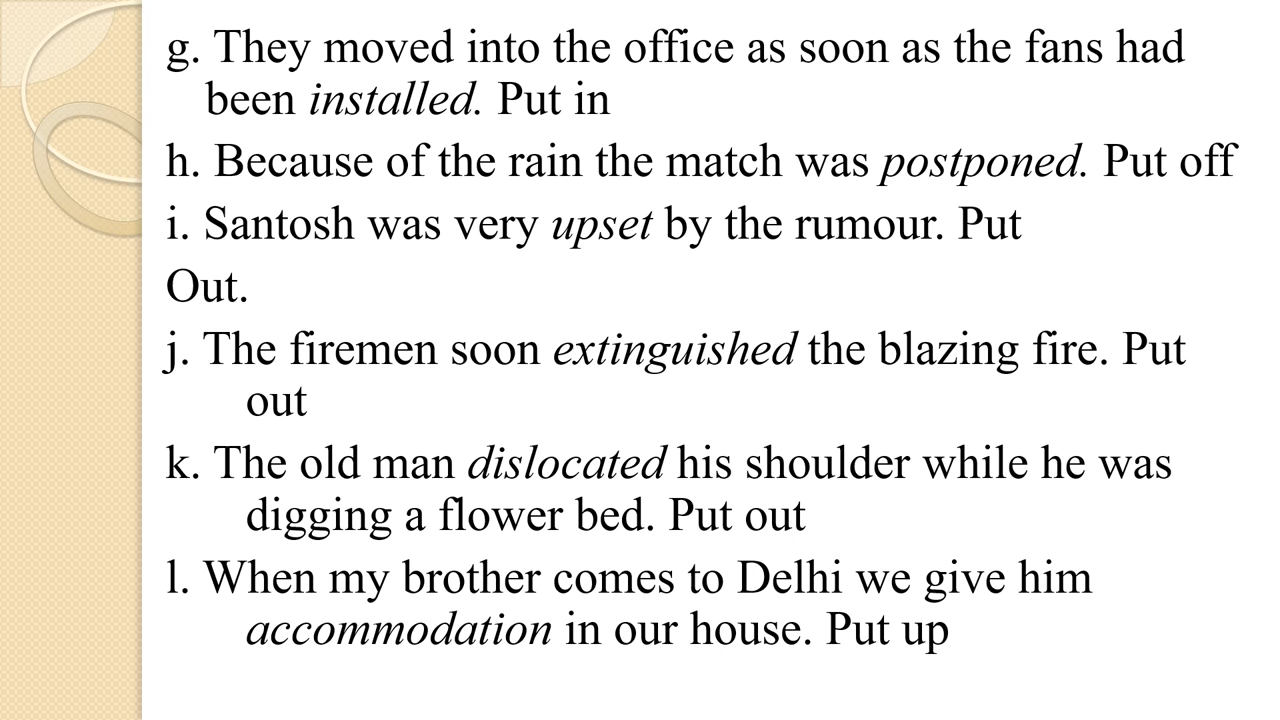 g. They moved into the office as soon as the fans had
been installed. Put in
h. Because of the rain the match was postponed. Put off
i. Santosh was very upset by the rumour. Put
Out.
j. The firemen soon extinguished the blazing fire. Put
out
k. The old man dislocated his shoulder while he was
digging a flower bed. Put out
l. When my brother comes to Delhi we give him
accommodation in our house. Put up